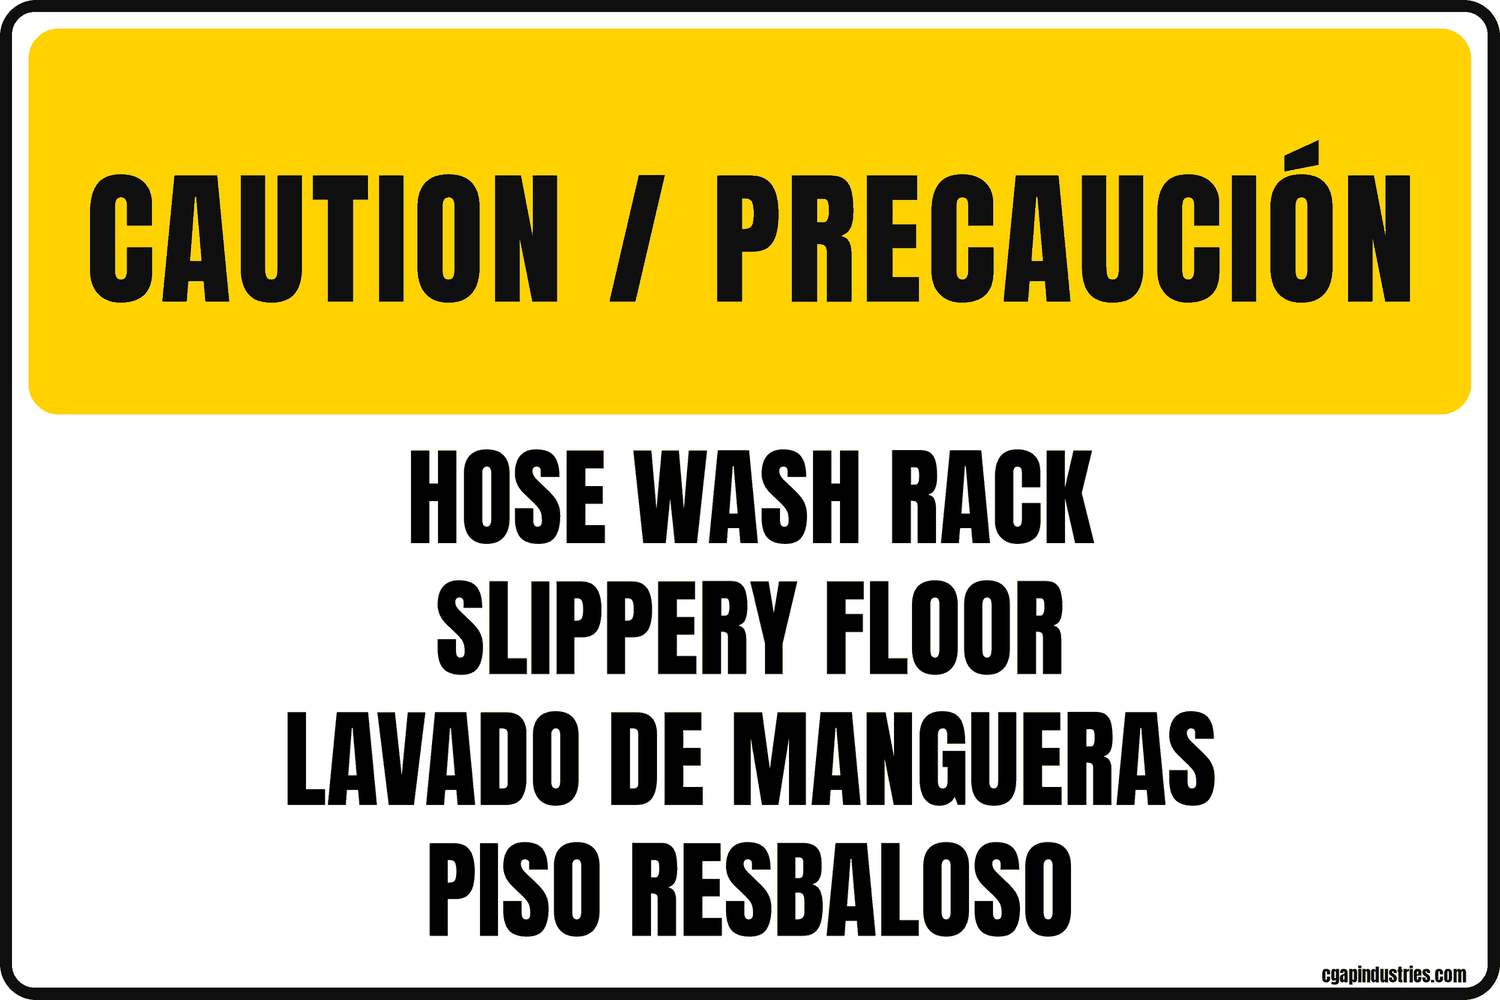 CAUTION / PRECAUCIÓN
HOSE WASH RACK
SLIPPERY FLOOR
LAVADO DE MANGUERAS
PISO RESBALOSO
cgapindustries.com